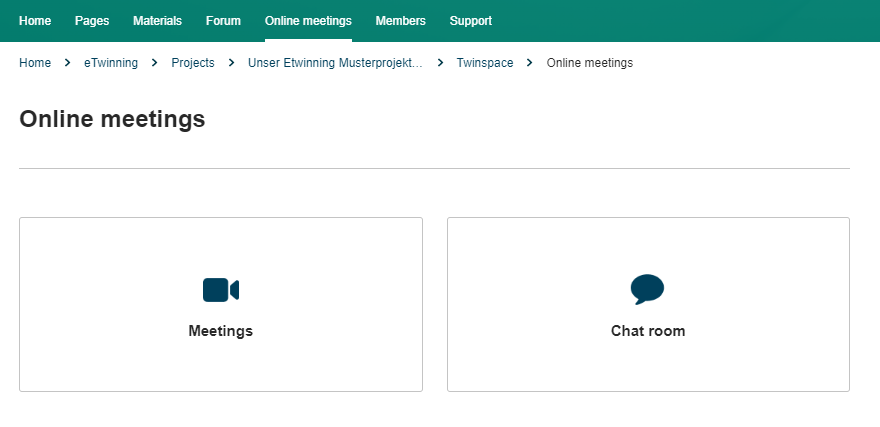 Home Pages Materials Forum Online meetings Members Support
Home > eTwinning > Projects > Unser Etwinning Musterprojekt... > Twinspace > Online meetings
Online meetings
Meetings Chat room